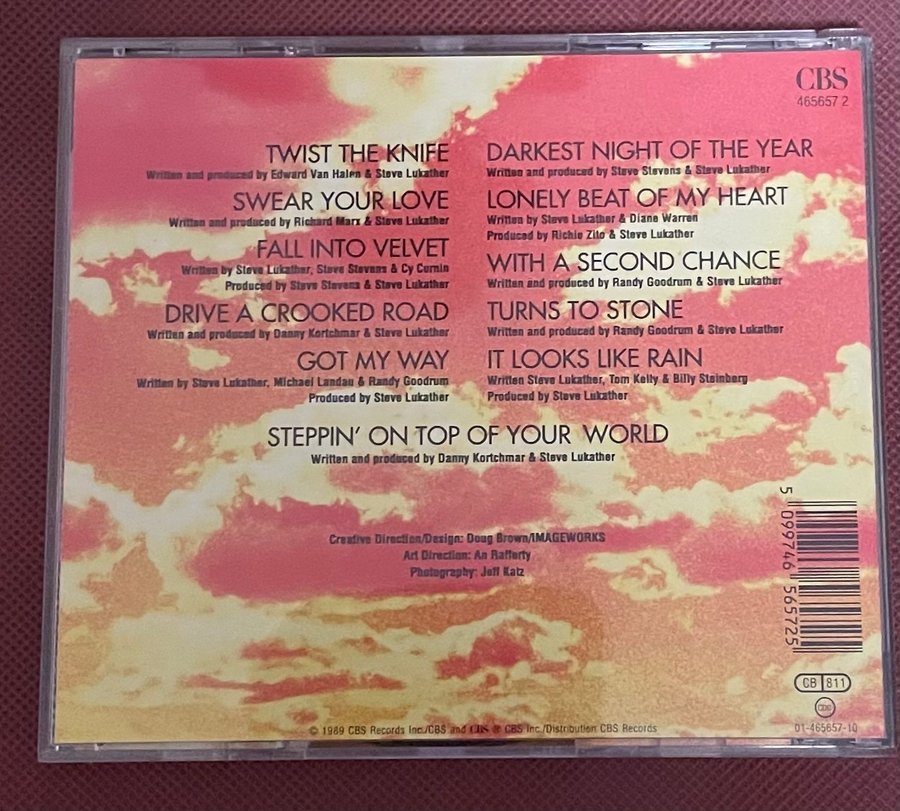 CBS
465657 2
TWIST THE KNIFE
Written and produced by Edward Van Halen & Steve Lukather
SWEAR YOUR LOVE
Written and produced by Richard Marx & Steve Lukather
FALL INTO VELVET
Written by Steve Lukather, Steve Stevens & Cy Curnin
Produced by Steve Stevens & Steve Lukather
DRIVE A CROOKED ROAD
Written and produced by Danny Kortchmar & Steve Lukather
GOT MY WAY
Written by Steve Lukather, Michael Landau & Randy Goodrum
Produced by Steve Lukather
DARKEST NIGHT OF THE YEAR
Written and produced by Steve Stevens & Steve Lukather
LONELY BEAT OF MY HEART
Written by Steve Lukather & Diane Warren
Produced by Richie Zito & Steve Lukather
WITH A SECOND CHANCE
Written and produced by Randy Goodrum & Steve Lukather
TURNS TO STONE
Written and produced by Randy Goodrum & Steve Lukather
IT LOOKS LIKE RAIN
Written Steve Lukather, Tom Kelly & Billy Steinberg
Produced by Steve Lukather
STEPPIN' ON TOP OF YOUR WORLD
Written and produced by Danny Kortchmar & Steve Lukather
Creative Direction/Design: Doug Brown/IMAGEWORKS
Art Direction: An Rafferty
Photography: Jeff Katz
5 099746 565725
CB 811
01-465657-10
© 1989 CBS Records Inc./CBS and CBS ® CBS Inc./Distribution CBS Records